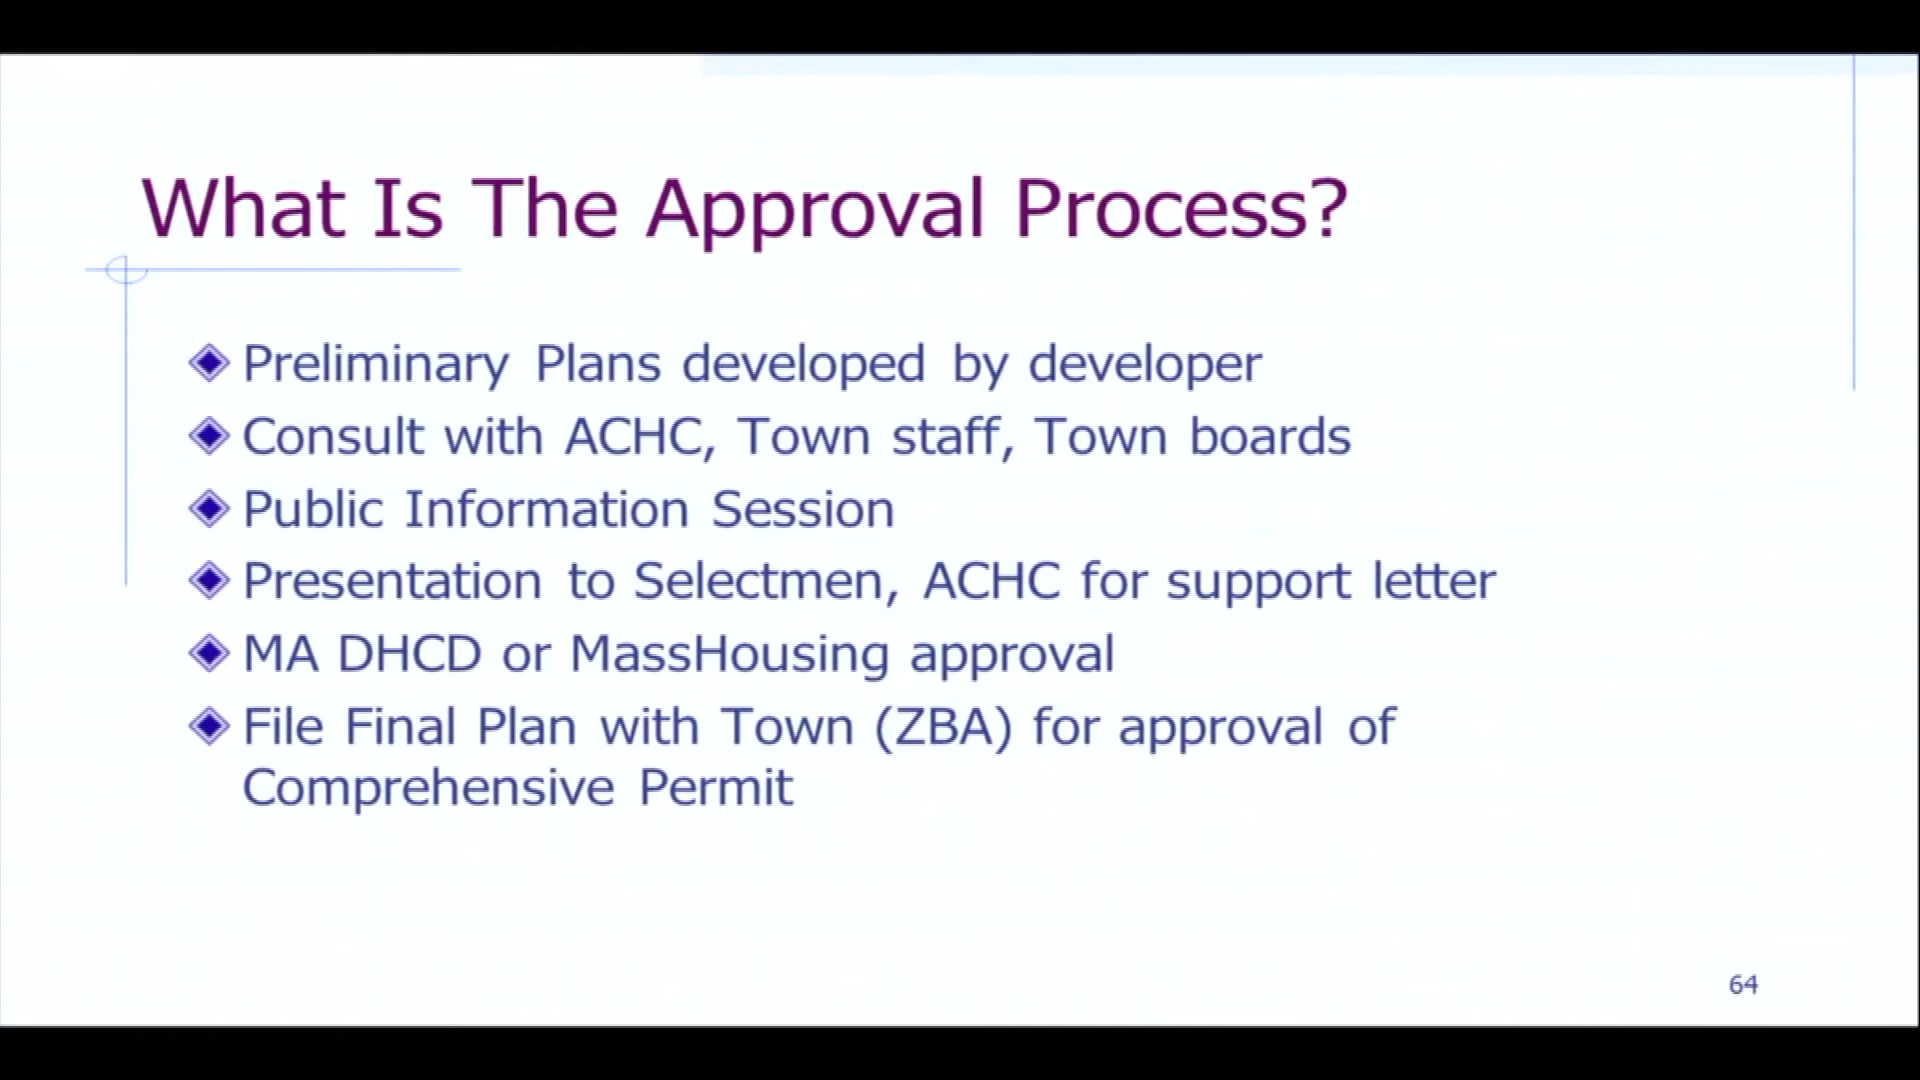 What Is The Approval Process?
Preliminary Plans developed by developer
Consult with ACHC, Town staff, Town boards
Public Information Session
Presentation to Selectmen, ACHC for support letter
MA DHCD or MassHousing approval
File Final Plan with Town (ZBA) for approval of
Comprehensive Permit
64